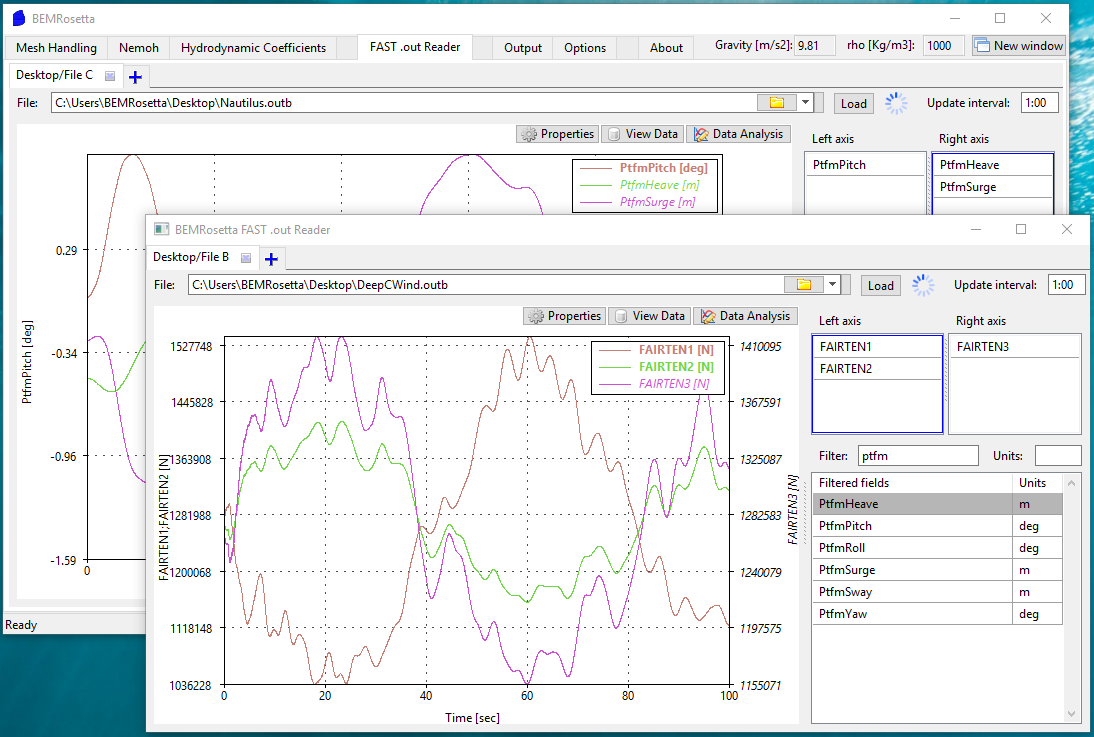 BEMRosetta
Mesh Handling Nemoh Hydrodynamic Coefficients FAST .out Reader Output Options About Gravity [m/s2]: 9.81 rho [Kg/m3]: 1000 New window
Desktop/File C
File: C:\Users\BEMRosetta\Desktop\Nautilus.outb Load Update interval: 1:00
Properties View Data Data Analysis Left axis Right axis
PtfmPitch [deg] PtfmPitch PtfmHeave
PtfmHeave [m] PtfmSurge
PtfmSurge [m]
0.29
-0.34
-0.96
-1.59
0
PtfmPitch [deg]
Ready
BEMRosetta FAST .out Reader
Desktop/File B
File: C:\Users\BEMRosetta\Desktop\DeepCWind.outb Load Update interval: 1:00
Properties View Data Data Analysis Left axis Right axis
FAIRTEN1 [N] FAIRTEN1 FAIRTEN3
FAIRTEN2 [N] FAIRTEN2
FAIRTEN3 [N]
1527748 1410095
1445828 1367591
1363908 1325087
1281988 1282583
1200068 1240079
1118148 1197575
1036228 1155071
0 20 40 60 80 100
Time [sec]
FAIRTEN1;FAIRTEN2 [N]
FAIRTEN3 [N]
Filter: ptfm Units:
Filtered fields Units
PtfmHeave m
PtfmPitch deg
PtfmRoll deg
PtfmSurge m
PtfmSway m
PtfmYaw deg